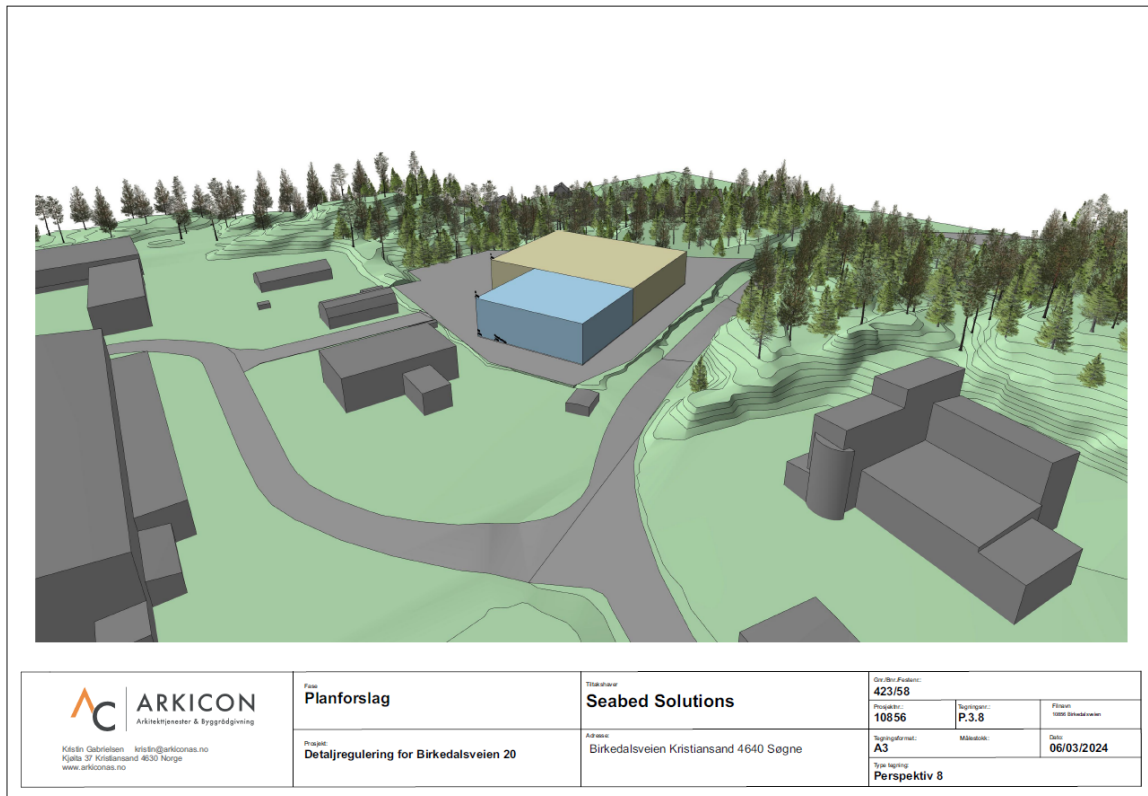 ARKICON
Arkitekttjenester & Byggrådgivning
Kristin Gabrielsen kristin@arkiconas.no
Kjøita 37 Kristiansand 4630 Norge
www.arkiconas.no
Fase
Planforslag
Prosjekt:
Detaljregulering for Birkedalsveien 20
Tiltakshaver
Seabed Solutions
Adresse:
Birkedalsveien Kristiansand 4640 Søgne
Gnr./Bnr./Festenr.:
423/58
Prosjektnr.:
10856
Tegningsnr.:
P.3.8
Filnavn
10856 Birkedalsveien
Tegningsformat.:
A3
Målestokk:
Dato
06/03/2024
Type tegning:
Perspektiv 8